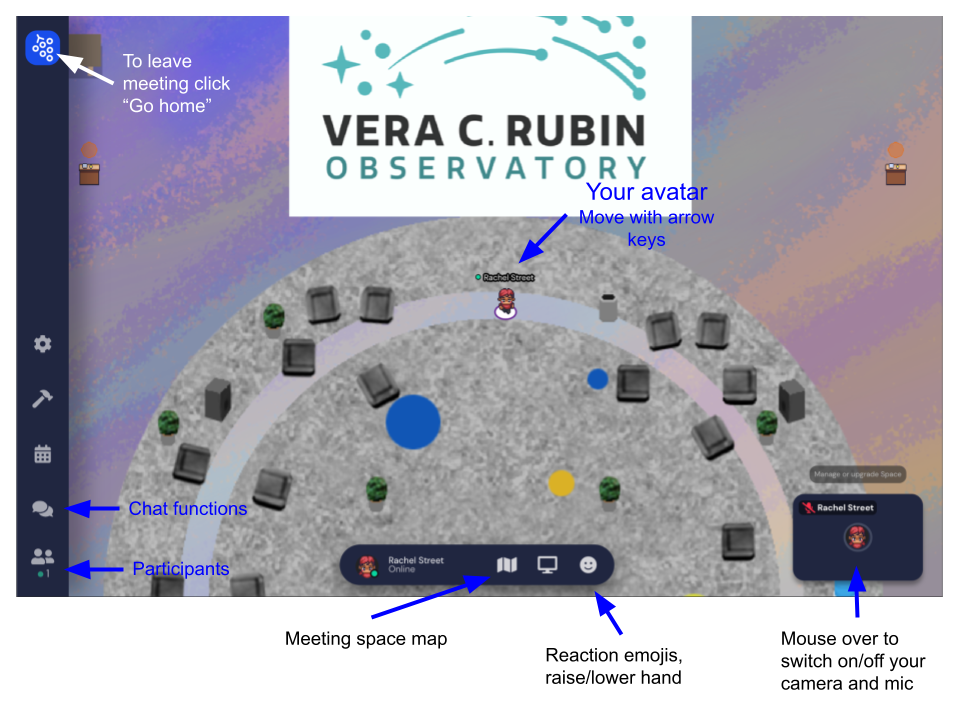 To leave
meeting click
“Go home”
VERA C. RUBIN
OBSERVATORY
Your avatar
Move with arrow
keys
Rachel Street
Manage or upgrade Space
Rachel Street
Chat functions
Participants
1
Rachel Street
Online
Meeting space map
Reaction emojis,
raise/lower hand
Mouse over to
switch on/off your
camera and mic